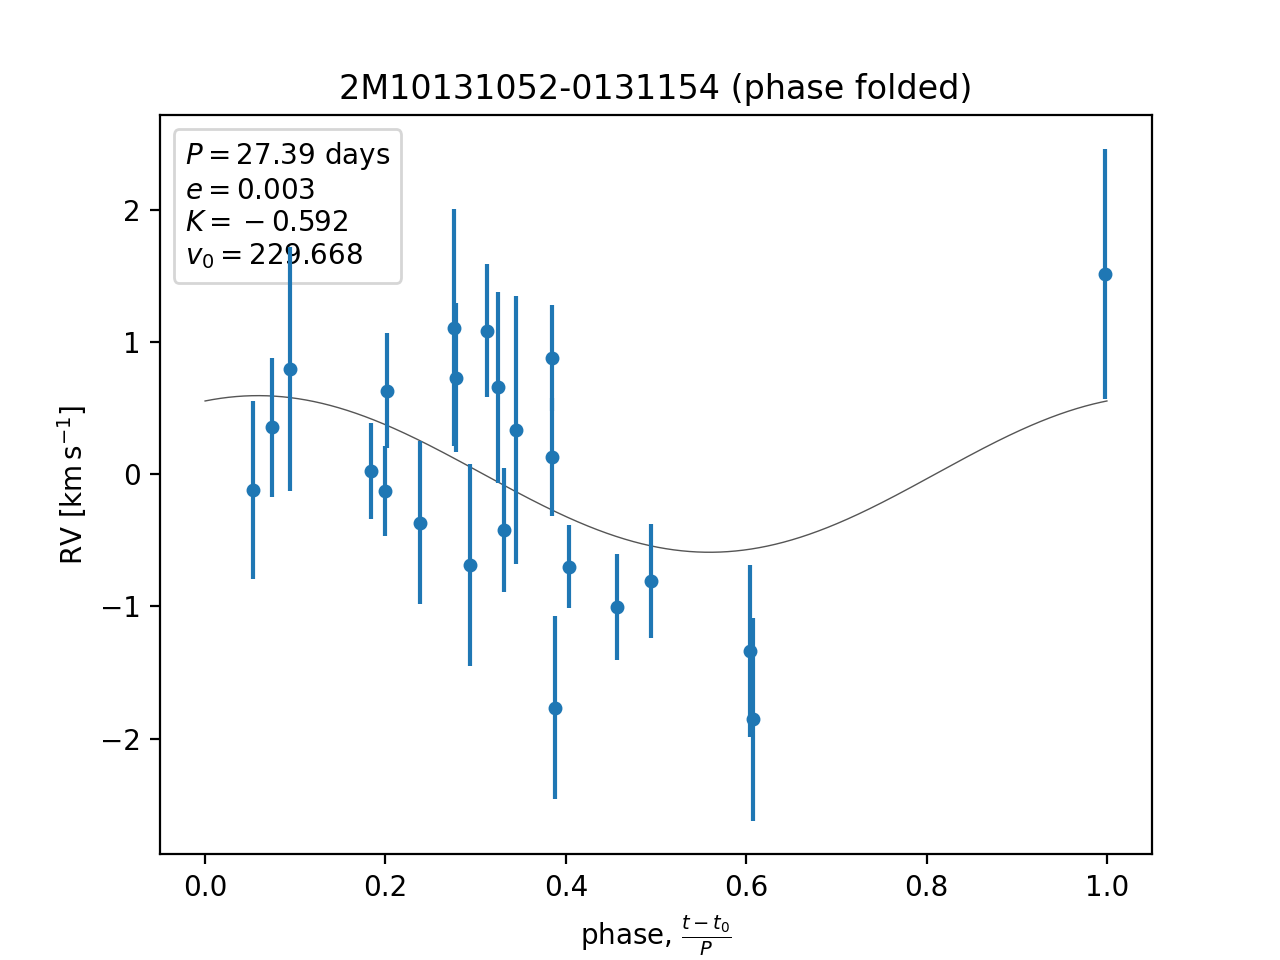 2M10131052-0131154 (phase folded)
P = 27.39 days
e = 0.003
K = −0.592
v₀ = 229.668
RV [km s⁻¹]
2
1
0
−1
−2
0.0 0.2 0.4 0.6 0.8 1.0
phase, (t − t₀)/P